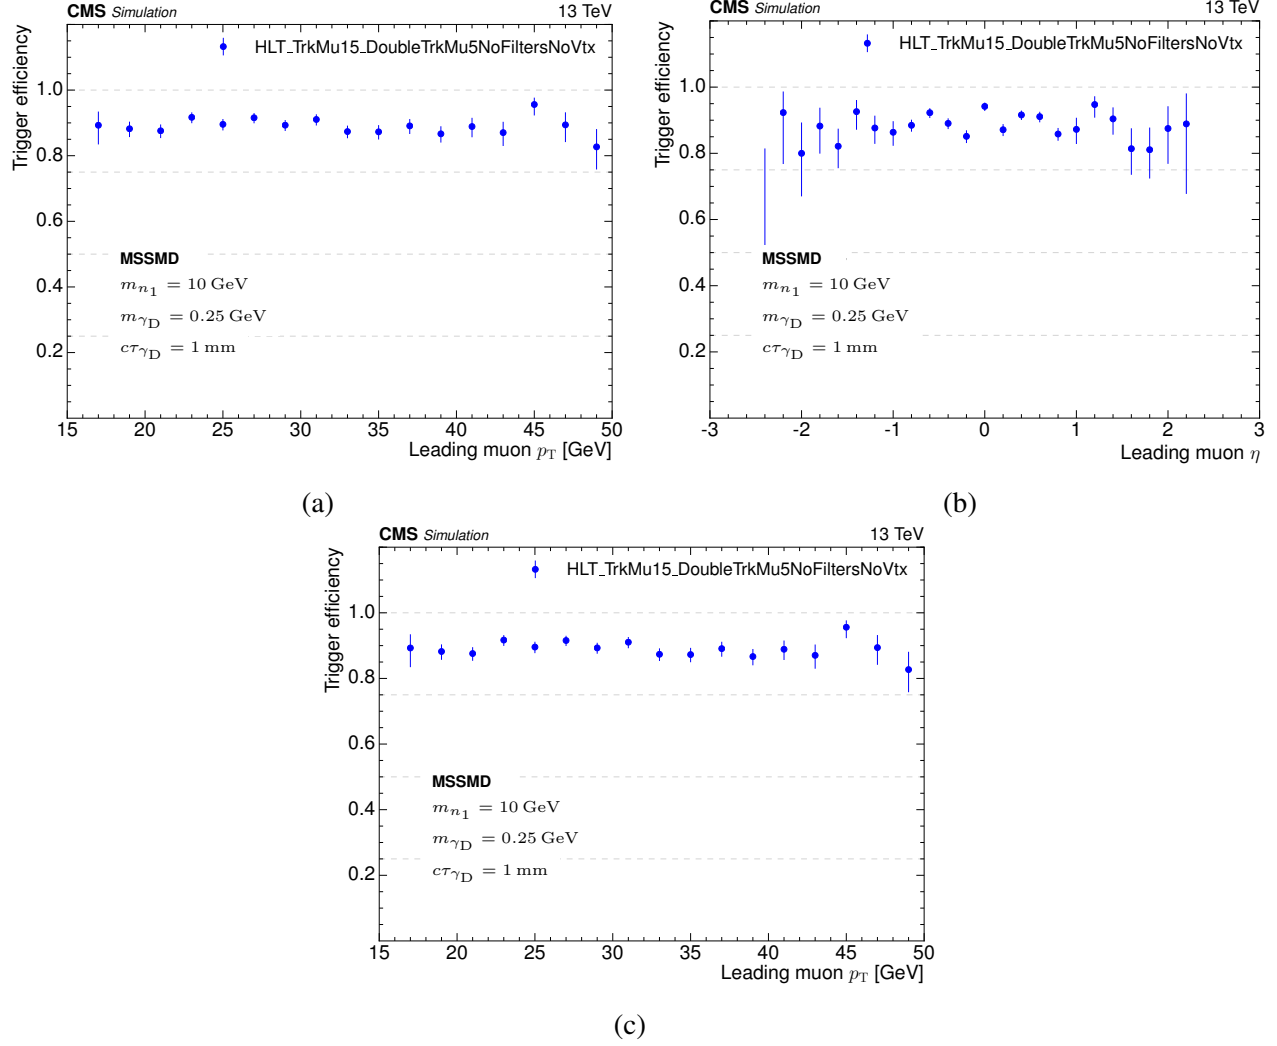 CMS Simulation 13 TeV
HLT_TrkMu15_DoubleTrkMu5NoFiltersNoVtx
Trigger efficiency
1.0
0.8
0.6
0.4
0.2
MSSMD
m_{n_1} = 10 GeV
m_{γ_D} = 0.25 GeV
cτ_{γ_D} = 1 mm
15 20 25 30 35 40 45 50
Leading muon p_T [GeV]
(a)
CMS Simulation 13 TeV
HLT_TrkMu15_DoubleTrkMu5NoFiltersNoVtx
Trigger efficiency
1.0
0.8
0.6
0.4
0.2
MSSMD
m_{n_1} = 10 GeV
m_{γ_D} = 0.25 GeV
cτ_{γ_D} = 1 mm
-3 -2 -1 0 1 2 3
Leading muon η
(b)
CMS Simulation 13 TeV
HLT_TrkMu15_DoubleTrkMu5NoFiltersNoVtx
Trigger efficiency
1.0
0.8
0.6
0.4
0.2
MSSMD
m_{n_1} = 10 GeV
m_{γ_D} = 0.25 GeV
cτ_{γ_D} = 1 mm
15 20 25 30 35 40 45 50
Leading muon p_T [GeV]
(c)